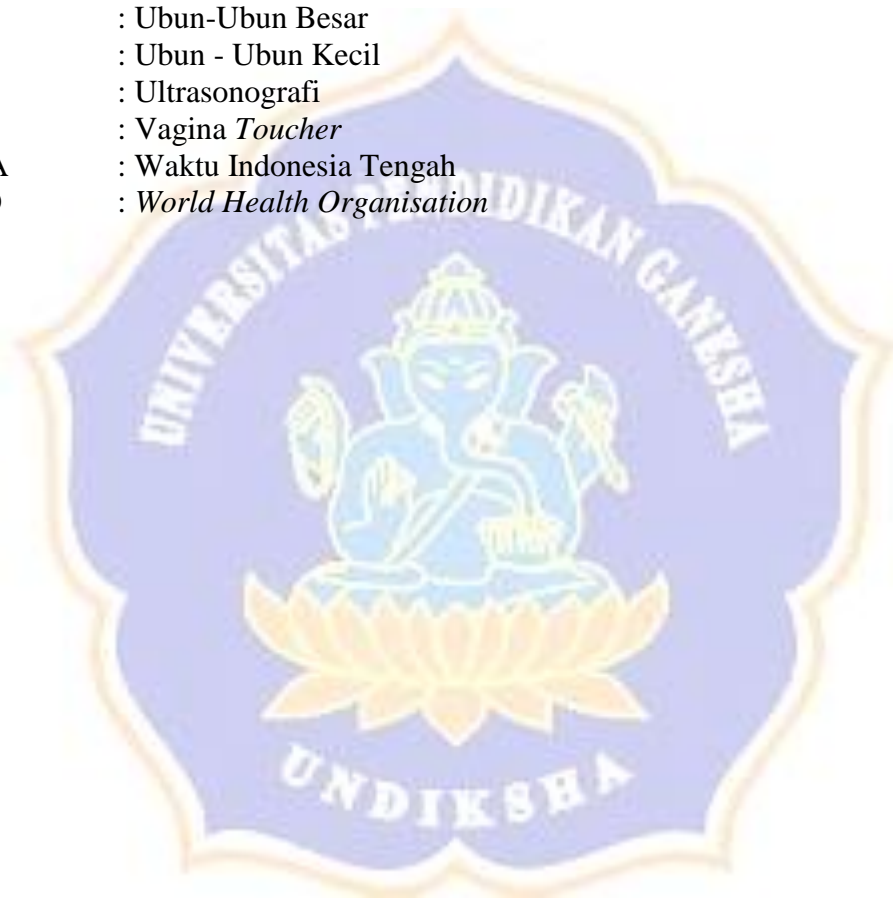 : Ubun-Ubun Besar
: Ubun - Ubun Kecil
: Ultrasonografi
: Vagina Toucher
A : Waktu Indonesia Tengah
: World Health Organisation
UNIVERSITAS PENDIDIKAN GANESHA
UNDIKSHA